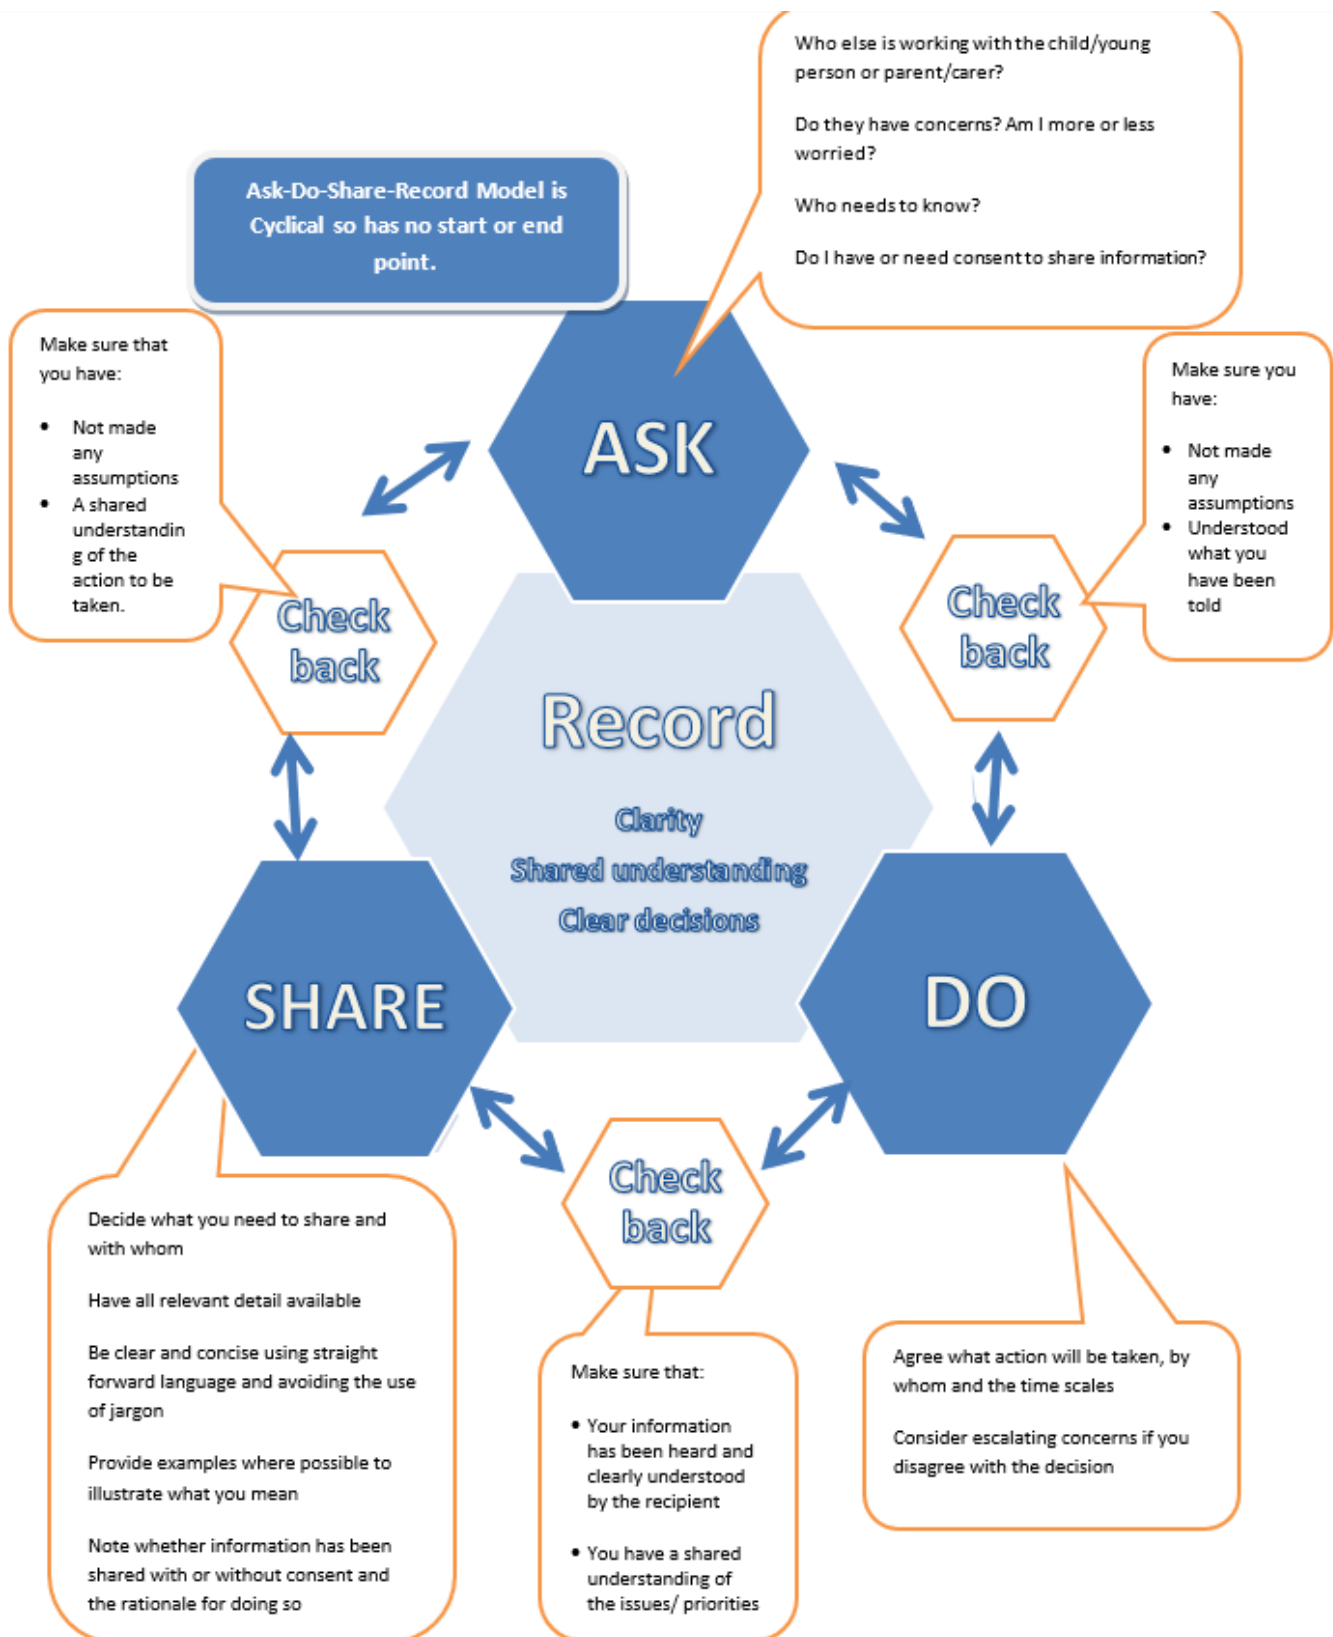 Who else is working with the child/young
person or parent/carer?
Do they have concerns? Am I more or less
worried?
Who needs to know?
Do I have or need consent to share information?
Ask-Do-Share-Record Model is
Cyclical so has no start or end
point.
Make sure that
you have:
• Not made
any
assumptions
• A shared
understandin
g of the
action to be
taken.
Make sure you
have:
• Not made
any
assumptions
• Understood
what you
have been
told
ASK
Check
back
Check
back
Record
Clarity
Shared understanding
Clear decisions
SHARE
DO
Check
back
Decide what you need to share and
with whom
Have all relevant detail available
Be clear and concise using straight
forward language and avoiding the use
of jargon
Provide examples where possible to
illustrate what you mean
Note whether information has been
shared with or without consent and
the rationale for doing so
Make sure that:
• Your information
has been heard and
clearly understood
by the recipient
• You have a shared
understanding of
the issues/ priorities
Agree what action will be taken, by
whom and the time scales
Consider escalating concerns if you
disagree with the decision